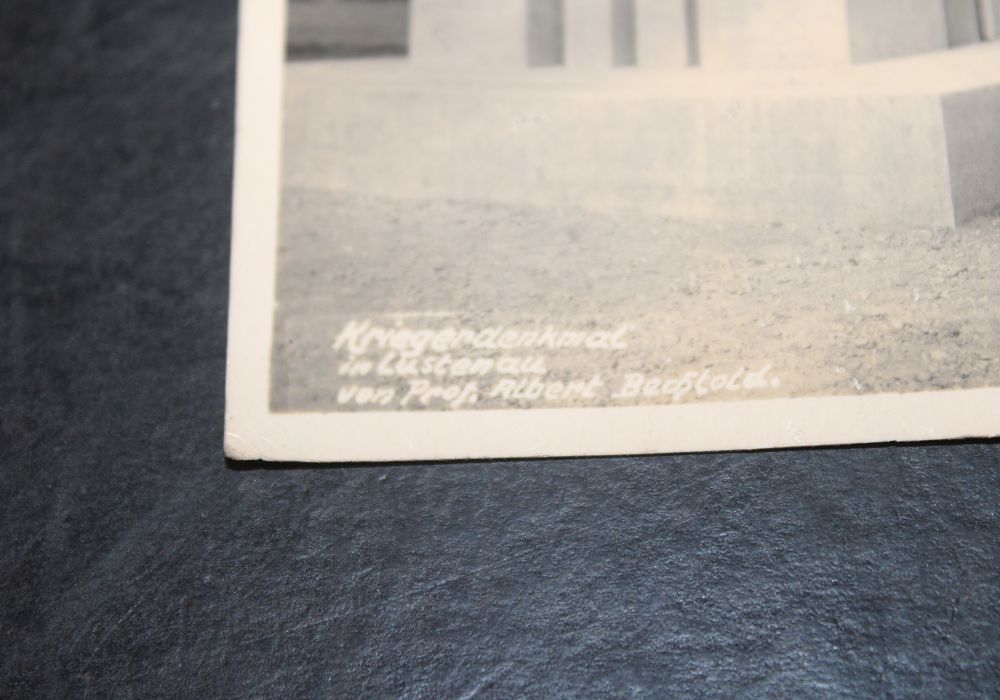 Kriegerdenkmal
in Lustenau
von Prof. Albert Bechtold.